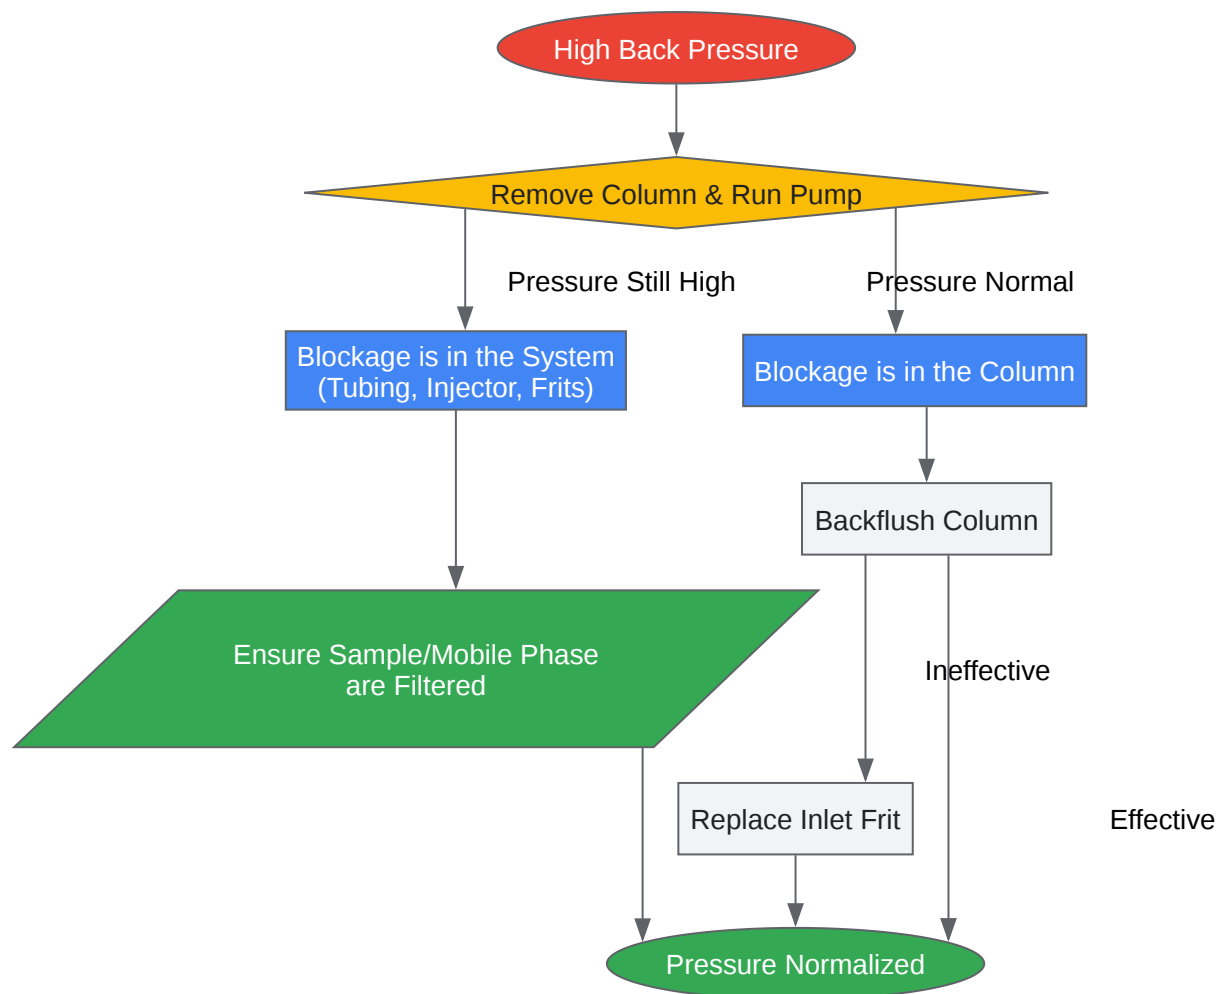 High Back Pressure
Remove Column & Run Pump
Pressure Still High
Pressure Normal
Blockage is in the System
(Tubing, Injector, Frits)
Blockage is in the Column
Backflush Column
Ensure Sample/Mobile Phase
are Filtered
Ineffective
Replace Inlet Frit
Effective
Pressure Normalized